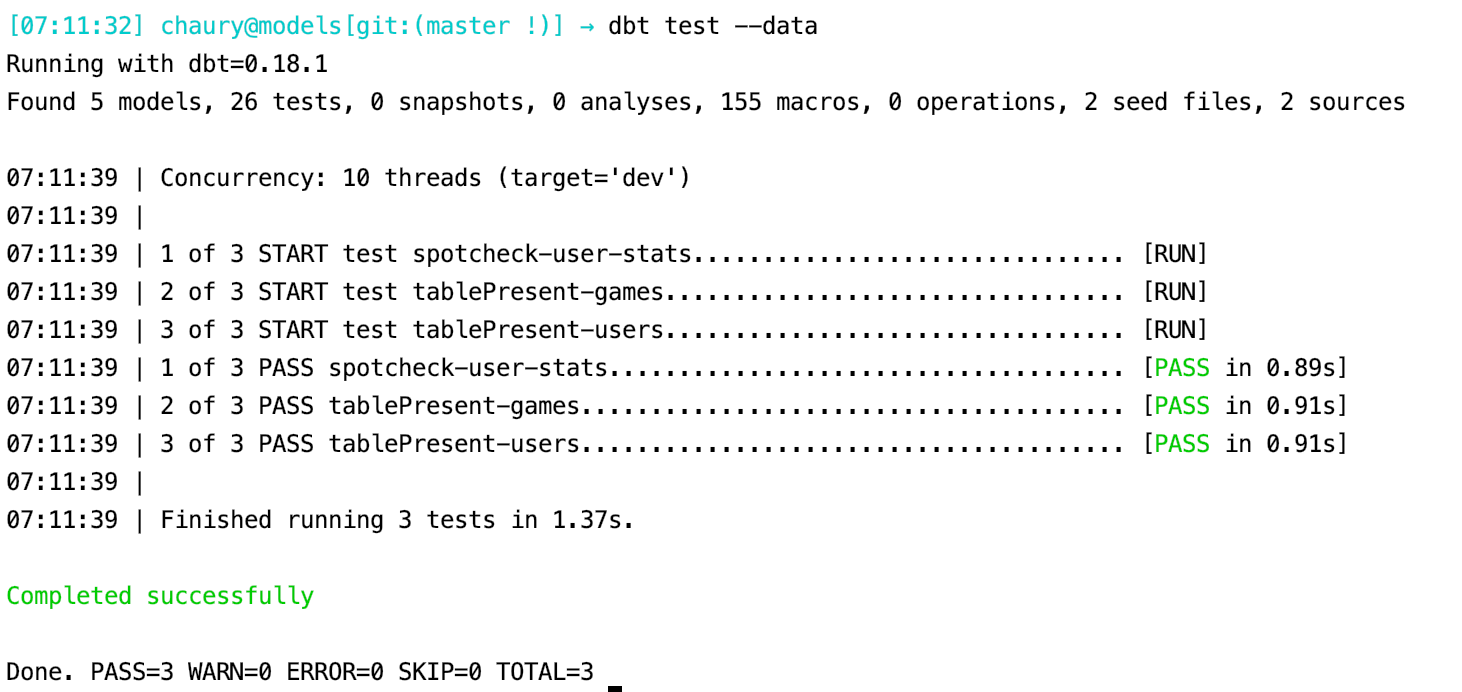 [07:11:32] chaury@models[git:(master !)] → dbt test --data
Running with dbt=0.18.1
Found 5 models, 26 tests, 0 snapshots, 0 analyses, 155 macros, 0 operations, 2 seed files, 2 sources
07:11:39 | Concurrency: 10 threads (target='dev')
07:11:39 |
07:11:39 | 1 of 3 START test spotcheck-user-stats............................... [RUN]
07:11:39 | 2 of 3 START test tablePresent-games................................. [RUN]
07:11:39 | 3 of 3 START test tablePresent-users................................. [RUN]
07:11:39 | 1 of 3 PASS spotcheck-user-stats..................................... [PASS in 0.89s]
07:11:39 | 2 of 3 PASS tablePresent-games....................................... [PASS in 0.91s]
07:11:39 | 3 of 3 PASS tablePresent-users....................................... [PASS in 0.91s]
07:11:39 |
07:11:39 | Finished running 3 tests in 1.37s.
Completed successfully
Done. PASS=3 WARN=0 ERROR=0 SKIP=0 TOTAL=3